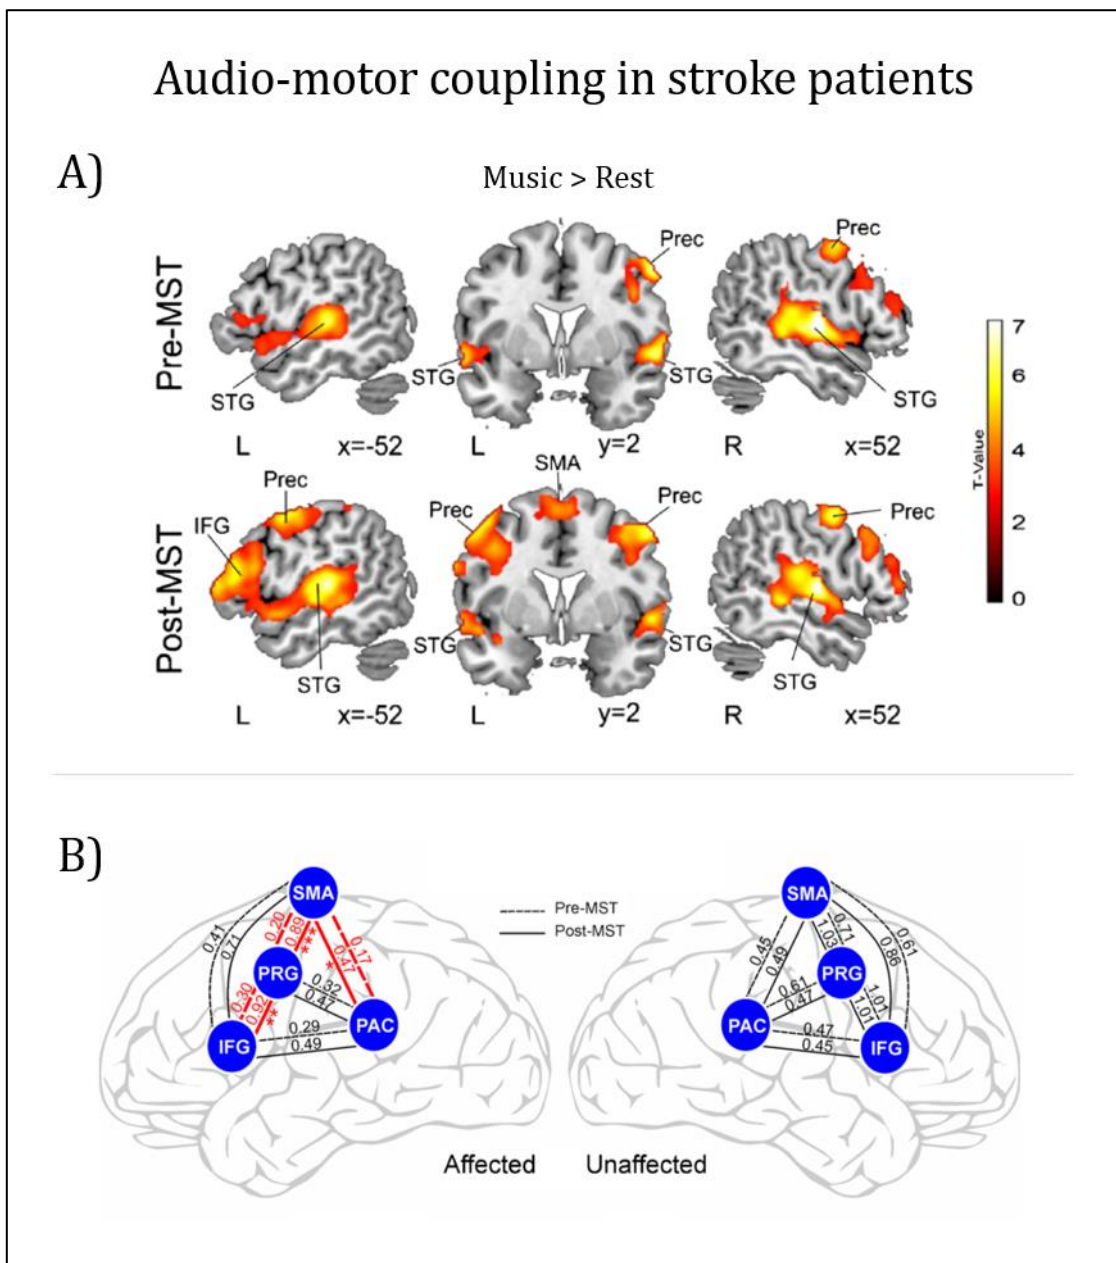 Audio-motor coupling in stroke patients
A)
Music > Rest
Pre-MST
STG
Prec
STG
STG
Prec
STG
L x=-52 L y=2 R x=52
Post-MST
IFG
Prec
STG
SMA
Prec
Prec
STG
STG
Prec
STG
L x=-52 L y=2 R x=52
7
6
4
2
0
T-Value
B)
Pre-MST
Post-MST
SMA
PRG
IFG
PAC
0.41
0.71
0.20
0.89
***
0.17
0.47
*
0.30
0.92
**
0.32
0.47
0.29
0.49
Affected
SMA
PRG
PAC
IFG
0.45
0.49
0.71
1.03
0.61
0.86
0.61
0.47
1.01
1.01
0.47
0.45
Unaffected